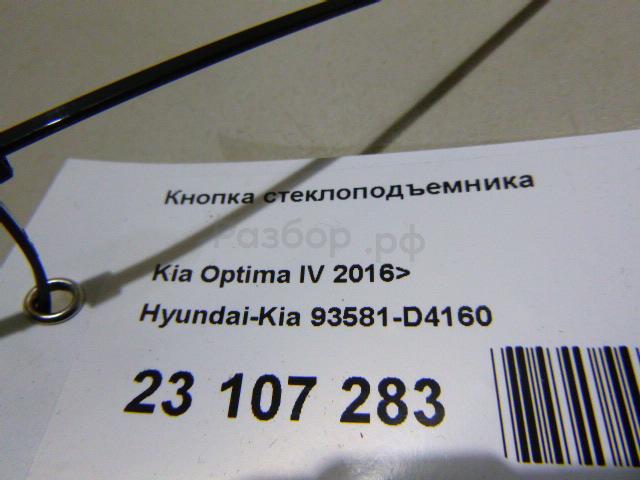 Кнопка стеклоподъемника
Разбор.рф
Kia Optima IV 2016>
Hyundai-Kia 93581-D4160
23 107 283